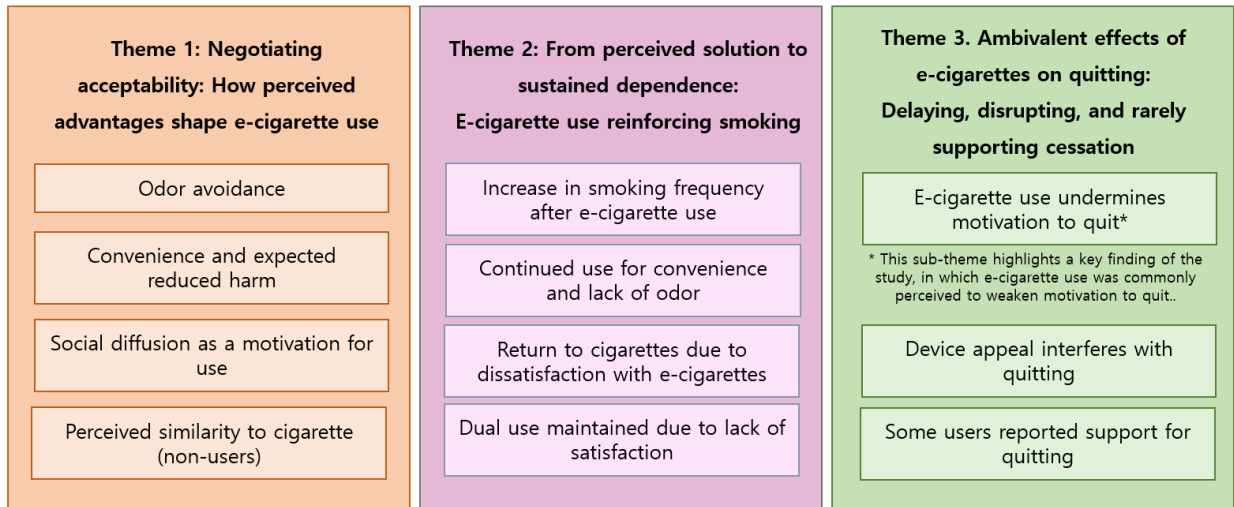 Theme 1: Negotiating
acceptability: How perceived
advantages shape e-cigarette use
Odor avoidance
Convenience and expected
reduced harm
Social diffusion as a motivation for
use
Perceived similarity to cigarette
(non-users)
Theme 2: From perceived solution to
sustained dependence:
E-cigarette use reinforcing smoking
Increase in smoking frequency
after e-cigarette use
Continued use for convenience
and lack of odor
Return to cigarettes due to
dissatisfaction with e-cigarettes
Dual use maintained due to lack of
satisfaction
Theme 3. Ambivalent effects of
e-cigarettes on quitting:
Delaying, disrupting, and rarely
supporting cessation
E-cigarette use undermines
motivation to quit*
* This sub-theme highlights a key finding of the
study, in which e-cigarette use was commonly
perceived to weaken motivation to quit..
Device appeal interferes with
quitting
Some users reported support for
quitting